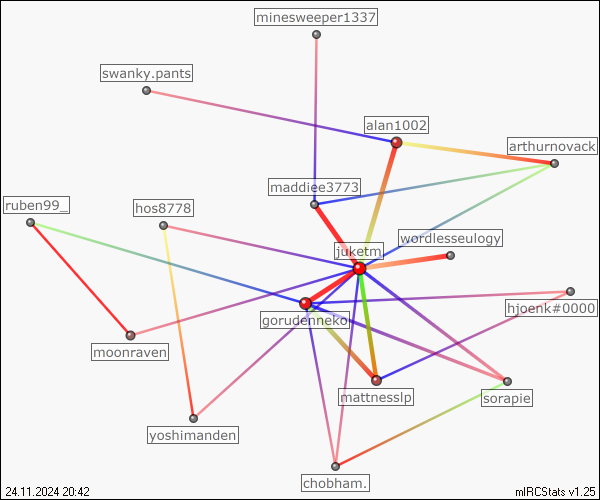 minesweeper1337
swanky.pants
alan1002
arthurnovack
maddiee3773
ruben99_
hos8778
wordlesseulogy
juketm
hjoenk#0000
gorudenneko
moonraven
mattnesslp
sorapie
yoshimanden
chobham.
24.11.2024 20:42
mIRCStats v1.25